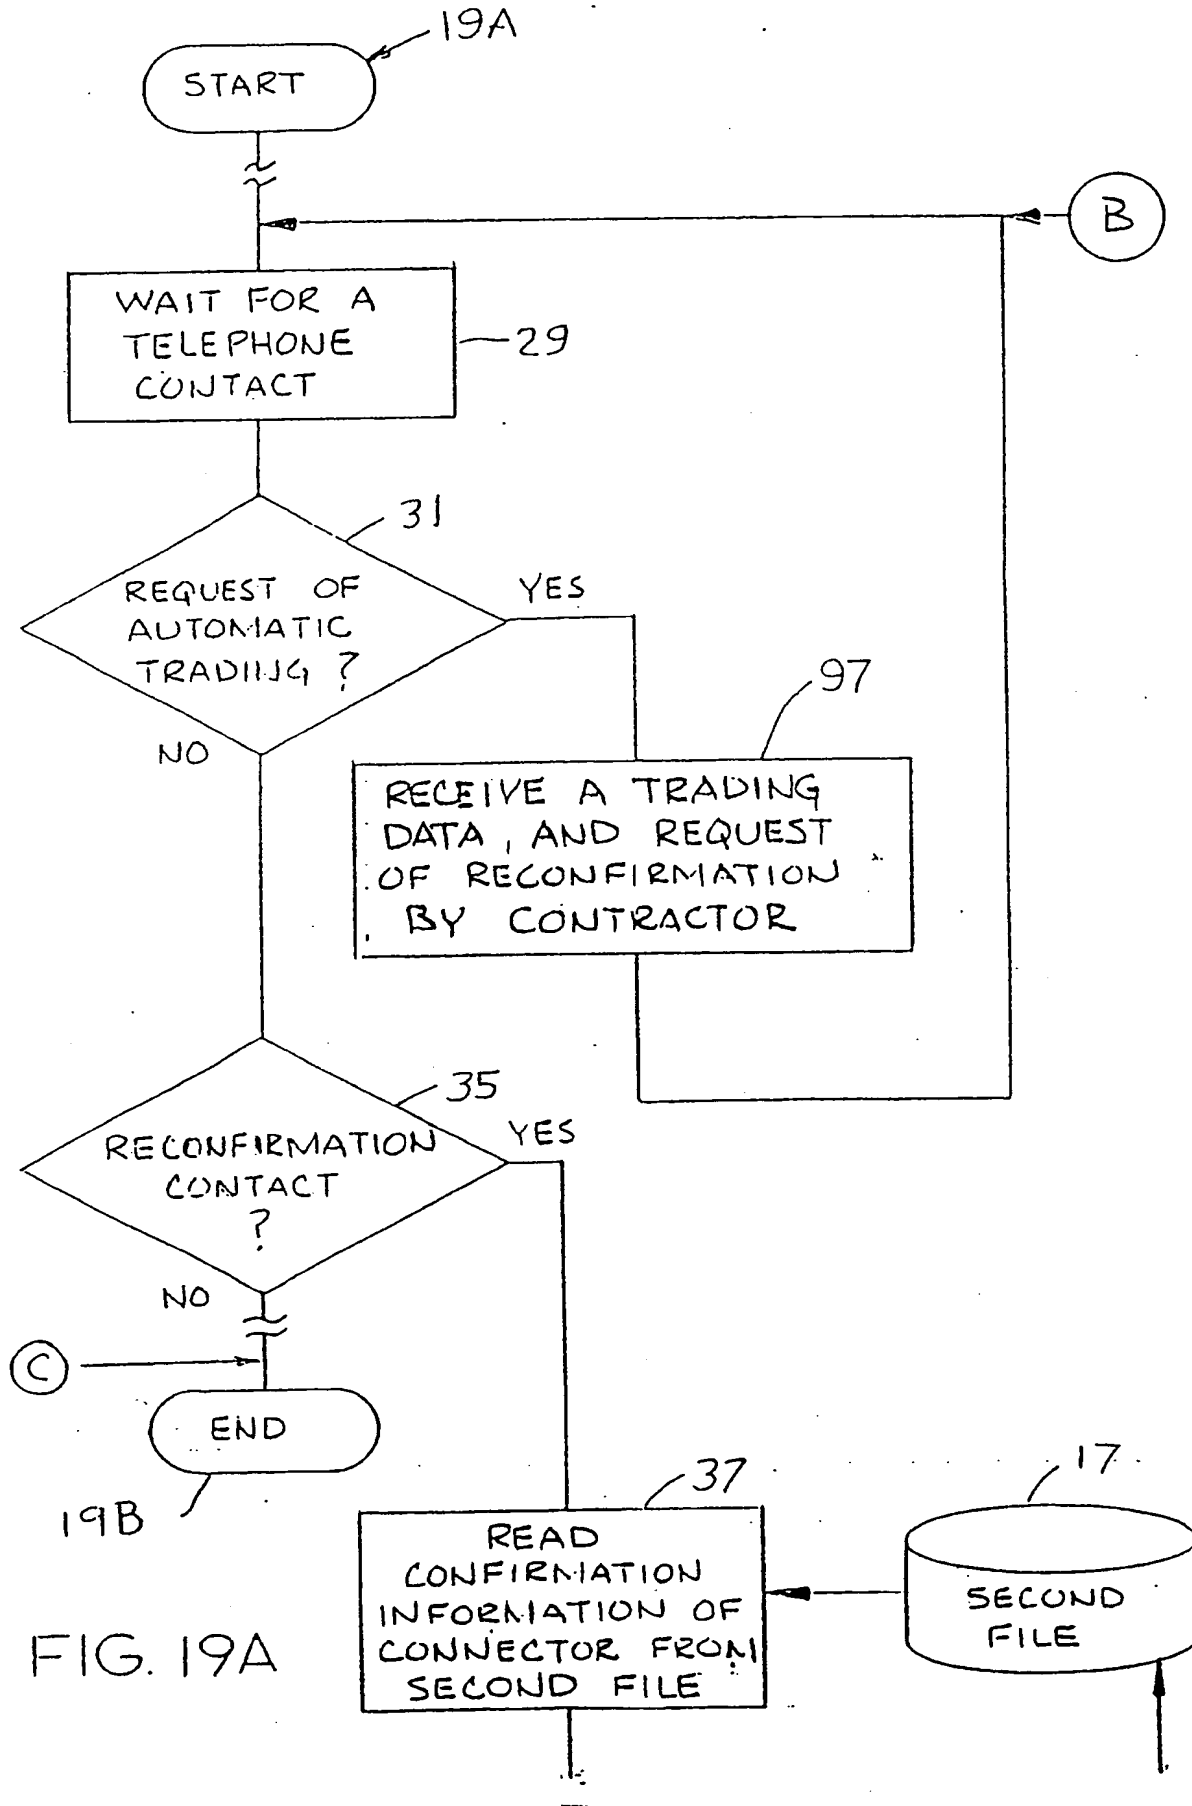 19A
START
B
WAIT FOR A
TELEPHONE
CONTACT
29
31
REQUEST OF
AUTOMATIC
TRADING ?
YES
NO
97
RECEIVE A TRADING
DATA, AND REQUEST
OF RECONFIRMATION
BY CONTRACTOR
35
RECONFIRMATION
CONTACT
?
YES
NO
C
END
19B
37
READ
CONFIRMATION
INFORMATION OF
CONNECTOR FROM
SECOND FILE
17
SECOND
FILE
FIG. 19A